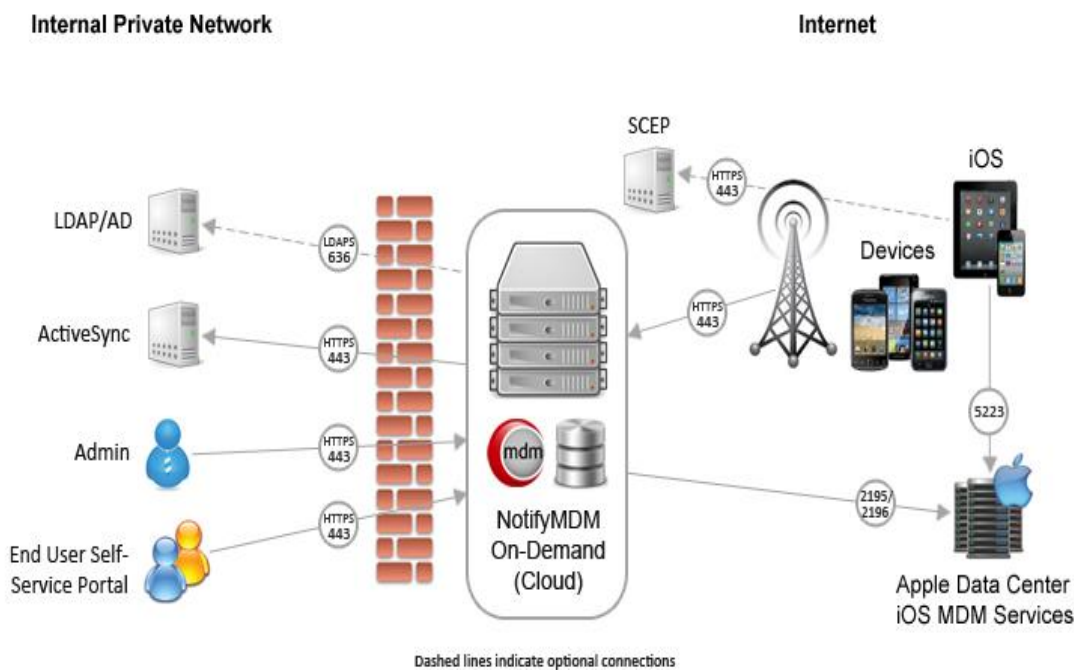 Internal Private Network
Internet
SCEP
HTTPS
443
iOS
LDAP/AD
LDAPS
636
Devices
ActiveSync
HTTPS
443
HTTPS
443
5223
Admin
HTTPS
443
mdm
2195/
2196
HTTPS
443
End User Self-
Service Portal
NotifyMDM
On-Demand
(Cloud)
Apple Data Center
iOS MDM Services
Dashed lines indicate optional connections